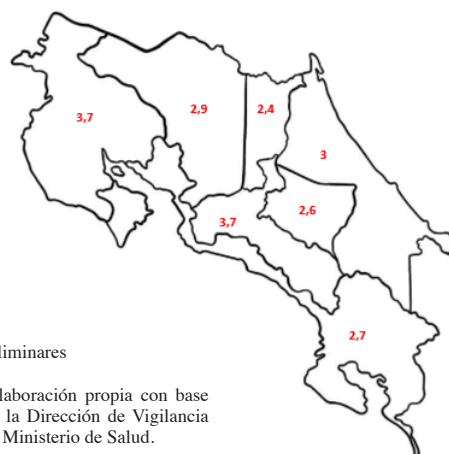 3,7
2,9
2,4
3
2,6
3,7
2,7
liminares
laboración propia con base
la Dirección de Vigilancia
Ministerio de Salud.